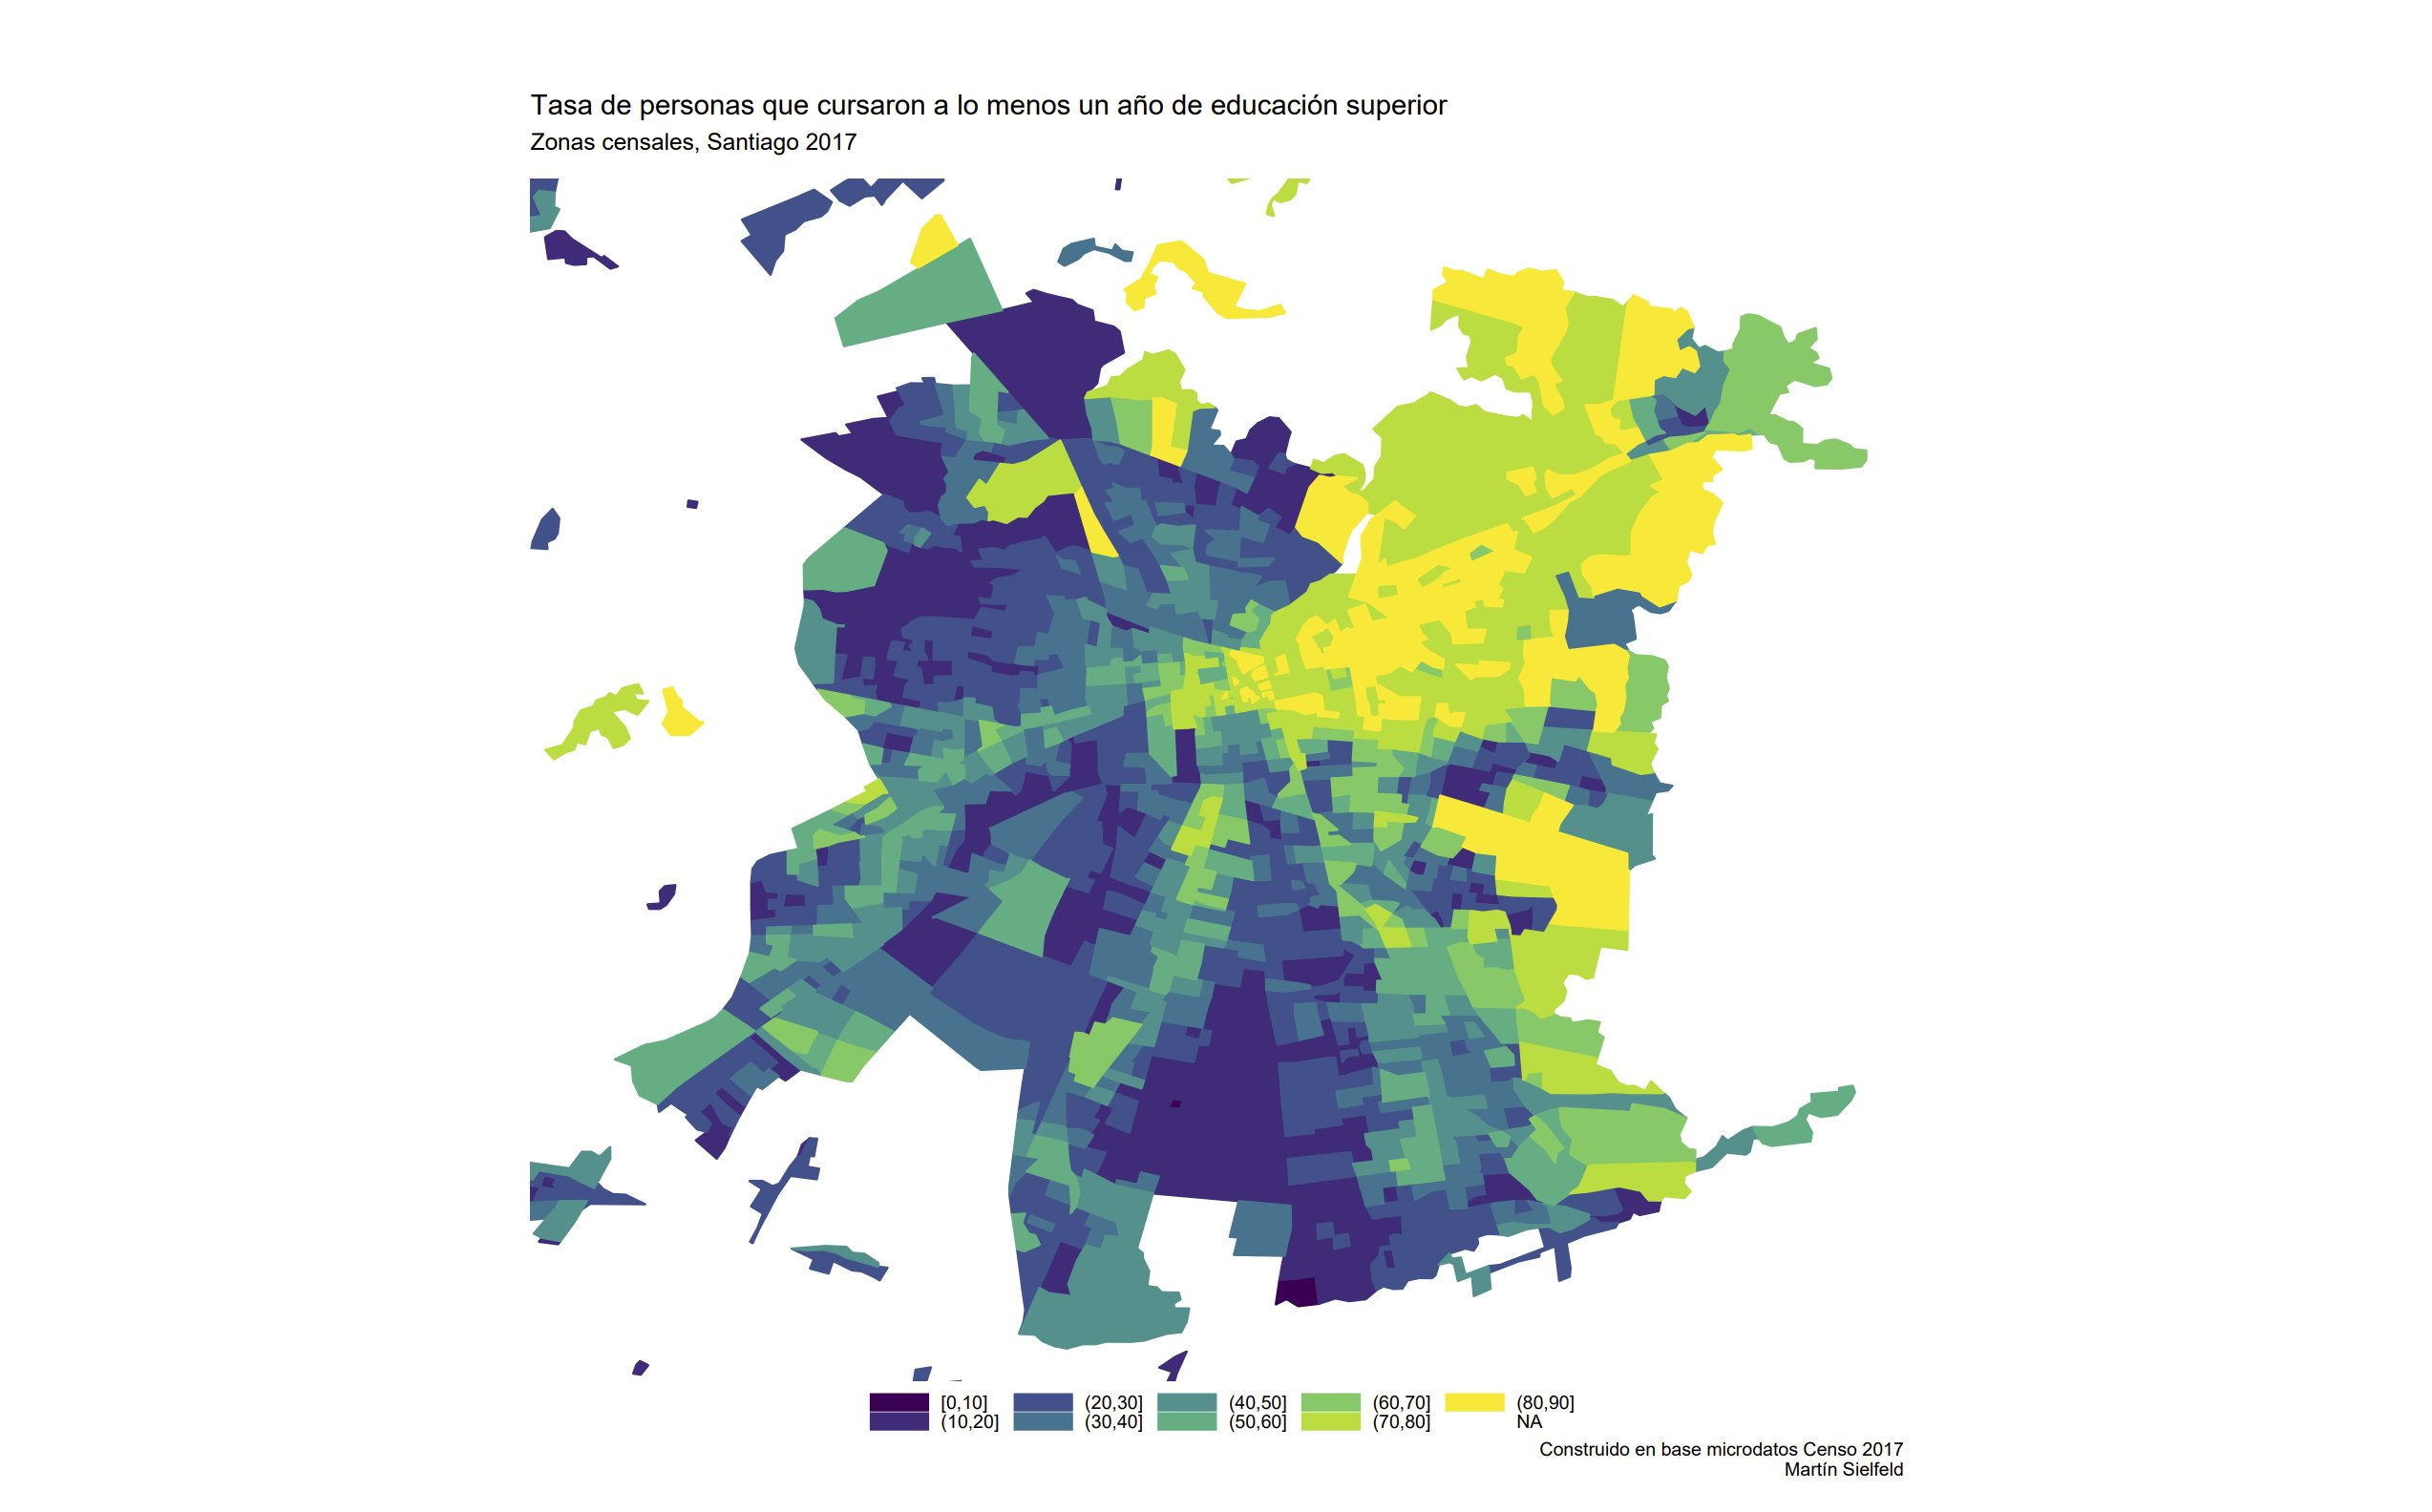 Tasa de personas que cursaron a lo menos un año de educación superior
Zonas censales, Santiago 2017
[0,10] (20,30] (40,50] (60,70] (80,90]
(10,20] (30,40] (50,60] (70,80] NA
Construido en base microdatos Censo 2017
Martín Sielfeld